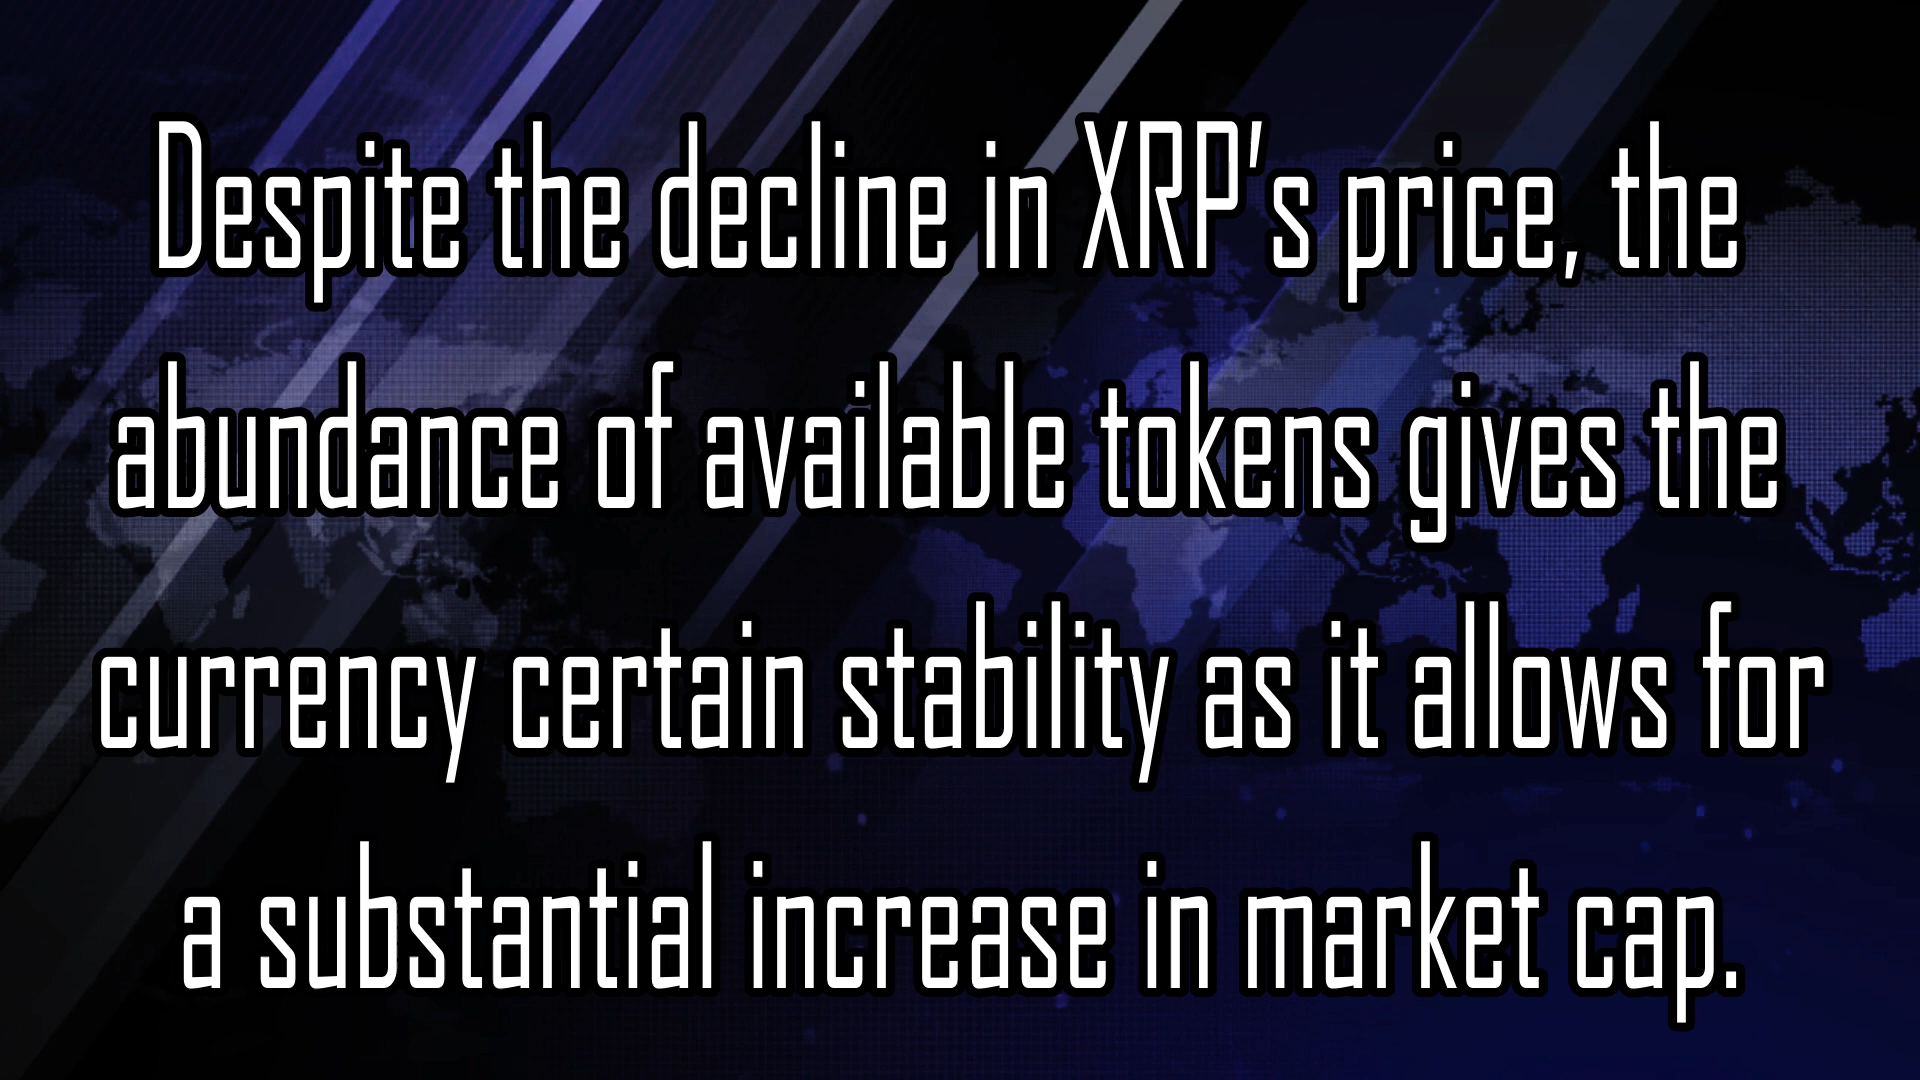 Despite the decline in XRP's price, the
abundance of available tokens gives the
currency certain stability as it allows for
a substantial increase in market cap.